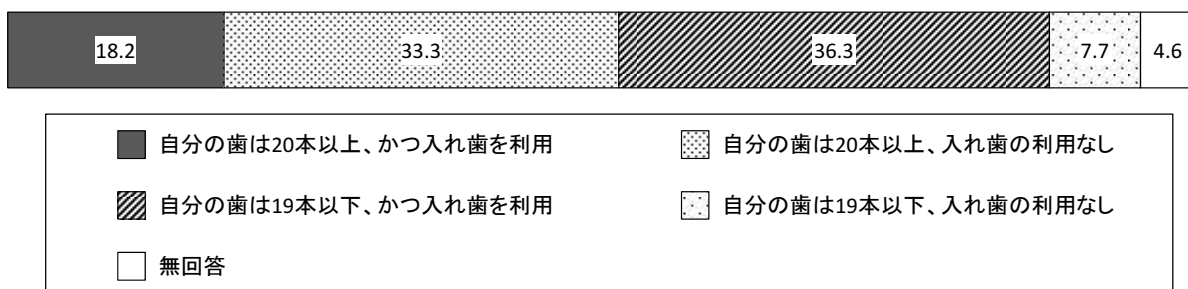 18.2 33.3 36.3 7.7 4.6
自分の歯は20本以上、かつ入れ歯を利用 自分の歯は20本以上、入れ歯の利用なし
自分の歯は19本以下、かつ入れ歯を利用 自分の歯は19本以下、入れ歯の利用なし
無回答